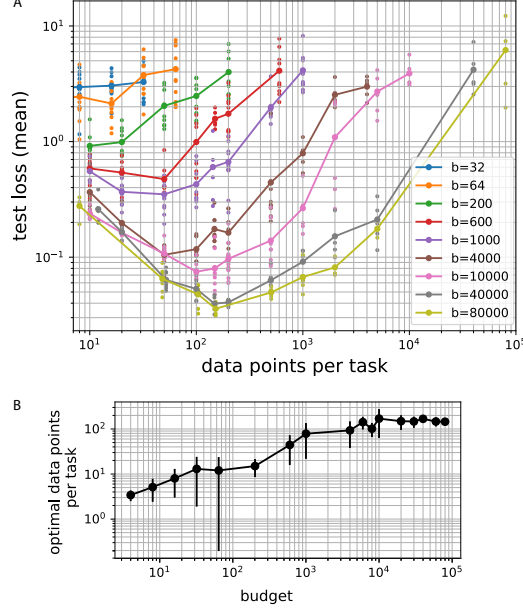 A
test loss (mean)
10¹
10⁰
10⁻¹
b=32
b=64
b=200
b=600
b=1000
b=4000
b=10000
b=40000
b=80000
10¹ 10² 10³ 10⁴ 10⁵
data points per task
B
optimal data points
per task
10²
10¹
10⁰
10¹ 10² 10³ 10⁴ 10⁵
budget